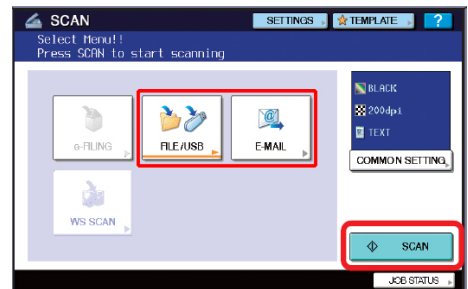 SCAN
SETTINGS
TEMPLATE
?
Select Menu!!
Press SCAN to start scanning
e-FILING
FILE/USB
E-MAIL
WS SCAN
BLACK
200dpi
TEXT
COMMON SETTING
SCAN
JOB STATUS